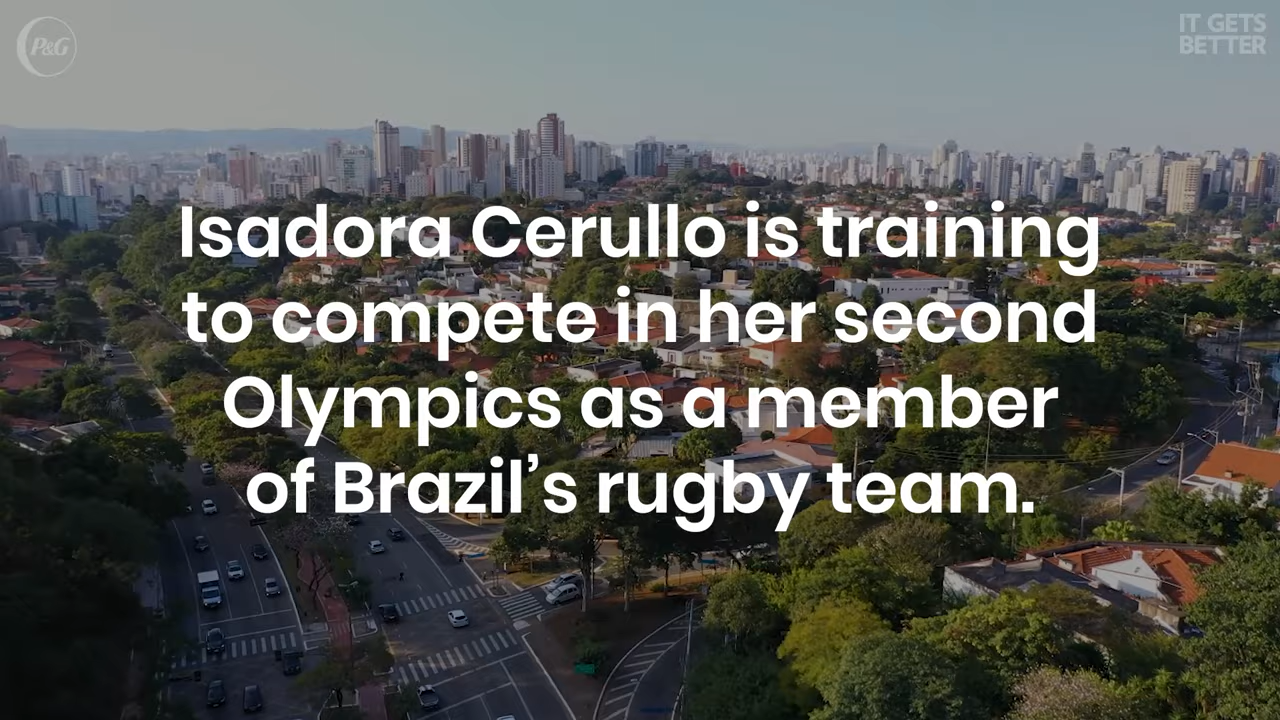 P&G
IT GETS
BETTER
Isadora Cerullo is training
to compete in her second
Olympics as a member
of Brazil’s rugby team.